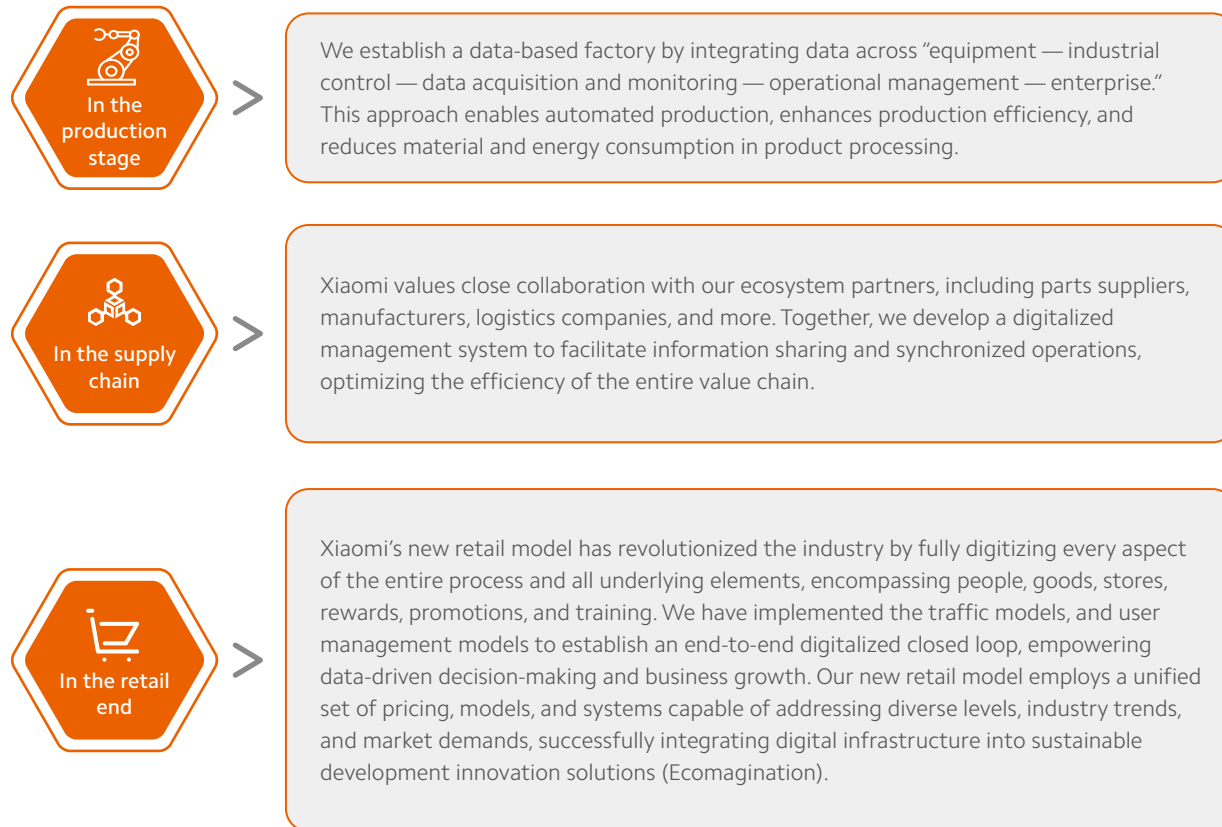 In the
production
stage
We establish a data-based factory by integrating data across “equipment — industrial
control — data acquisition and monitoring — operational management — enterprise.”
This approach enables automated production, enhances production efficiency, and
reduces material and energy consumption in product processing.
In the supply
chain
Xiaomi values close collaboration with our ecosystem partners, including parts suppliers,
manufacturers, logistics companies, and more. Together, we develop a digitalized
management system to facilitate information sharing and synchronized operations,
optimizing the efficiency of the entire value chain.
In the retail
end
Xiaomi’s new retail model has revolutionized the industry by fully digitizing every aspect
of the entire process and all underlying elements, encompassing people, goods, stores,
rewards, promotions, and training. We have implemented the traffic models, and user
management models to establish an end-to-end digitalized closed loop, empowering
data-driven decision-making and business growth. Our new retail model employs a unified
set of pricing, models, and systems capable of addressing diverse levels, industry trends,
and market demands, successfully integrating digital infrastructure into sustainable
development innovation solutions (Ecomagination).